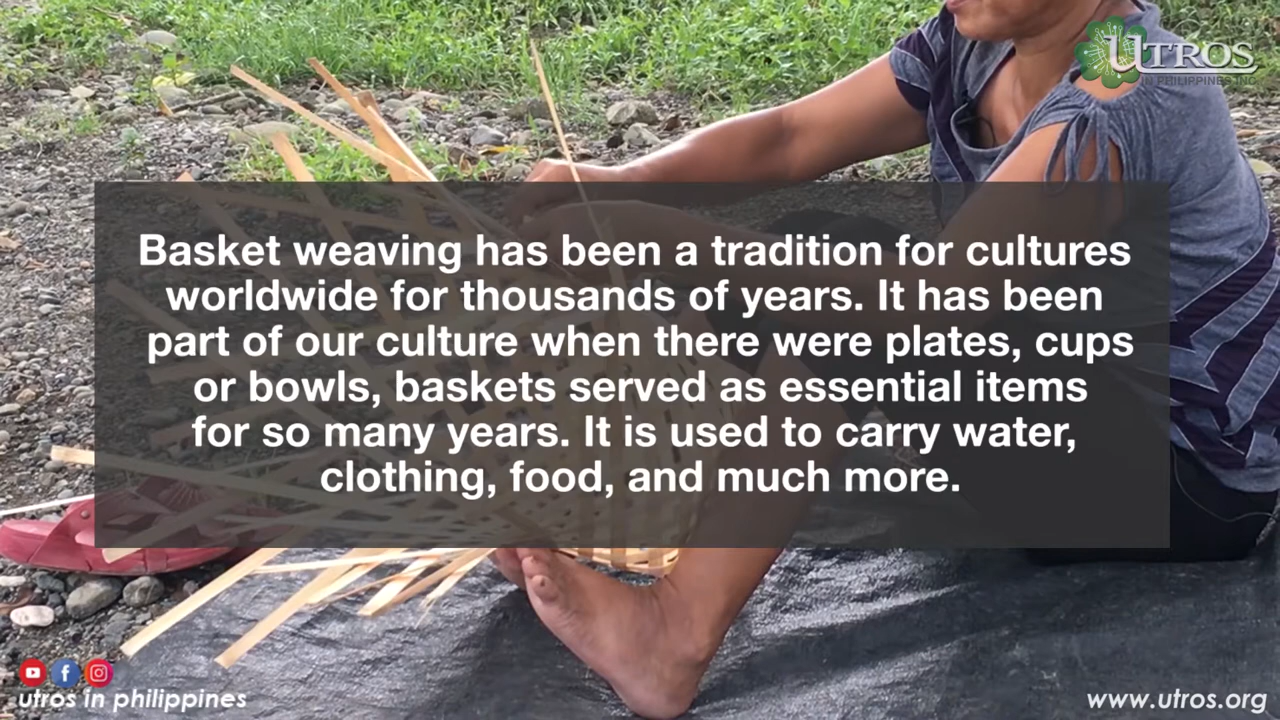 UTROS
IN PHILIPPINES INC.
Basket weaving has been a tradition for cultures
worldwide for thousands of years. It has been
part of our culture when there were plates, cups
or bowls, baskets served as essential items
for so many years. It is used to carry water,
clothing, food, and much more.
utros in philippines
www.utros.org